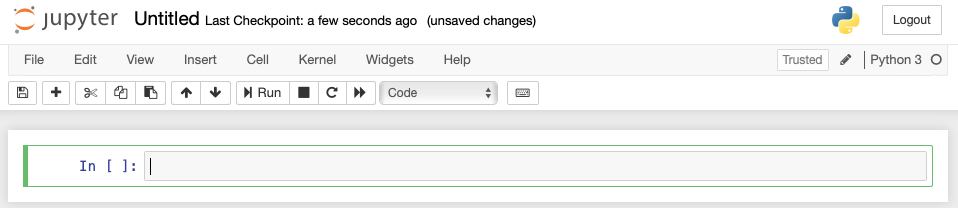 jupyter Untitled Last Checkpoint: a few seconds ago (unsaved changes) Logout
File Edit View Insert Cell Kernel Widgets Help Trusted Python 3
Run Code
In [ ]: